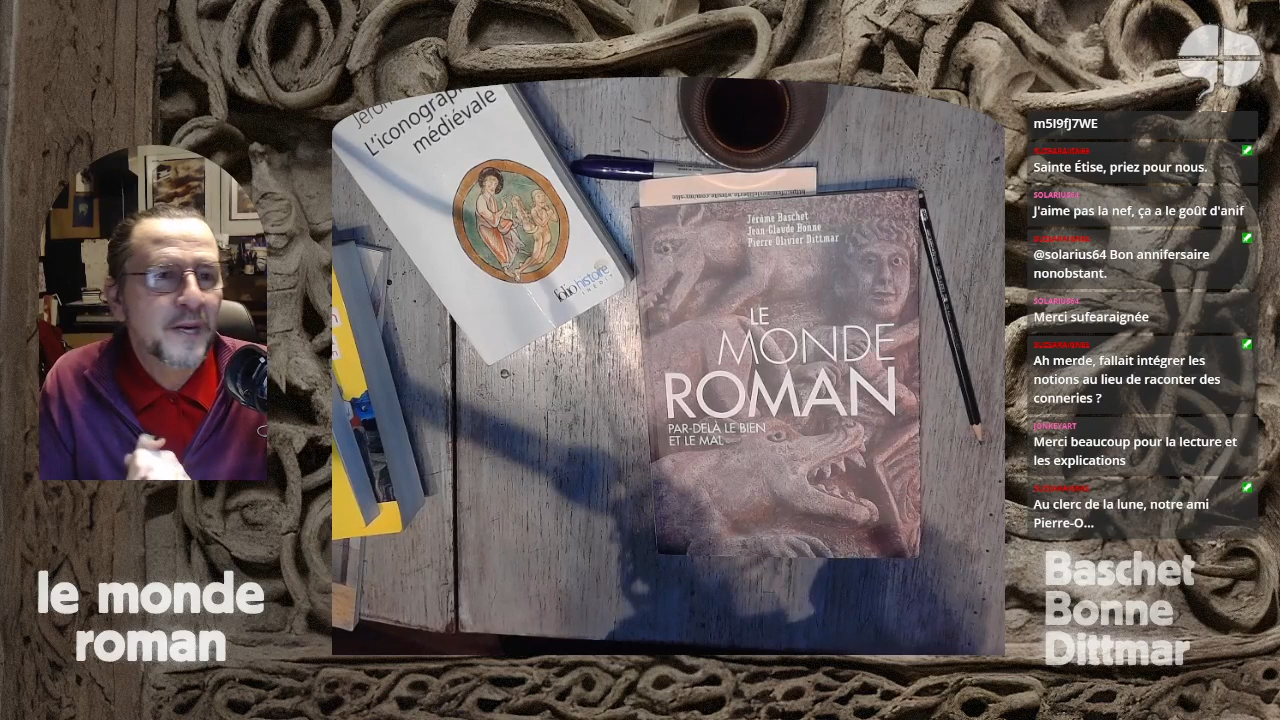 L'iconograp
médiévale
folio histoire
INÉDIT
Jérôme Baschet
Jean-Claude Bonne
Pierre Olivier Dittmar
LE
MONDE
ROMAN
PAR-DELÀ LE BIEN
ET LE MAL
le monde
roman
m5I9fJ7WE
Sainte Étise, priez pour nous.
SOLARIUS64
J'aime pas la nef, ça a le goût d'anif
@solarius64 Bon annifersaire
nonobstant.
SOLARIUS64
Merci sufearaignée
Ah merde, fallait intégrer les
notions au lieu de raconter des
conneries ?
Merci beaucoup pour la lecture et
les explications
Au clerc de la lune, notre ami
Pierre-O...
Baschet
Bonne
Dittmar